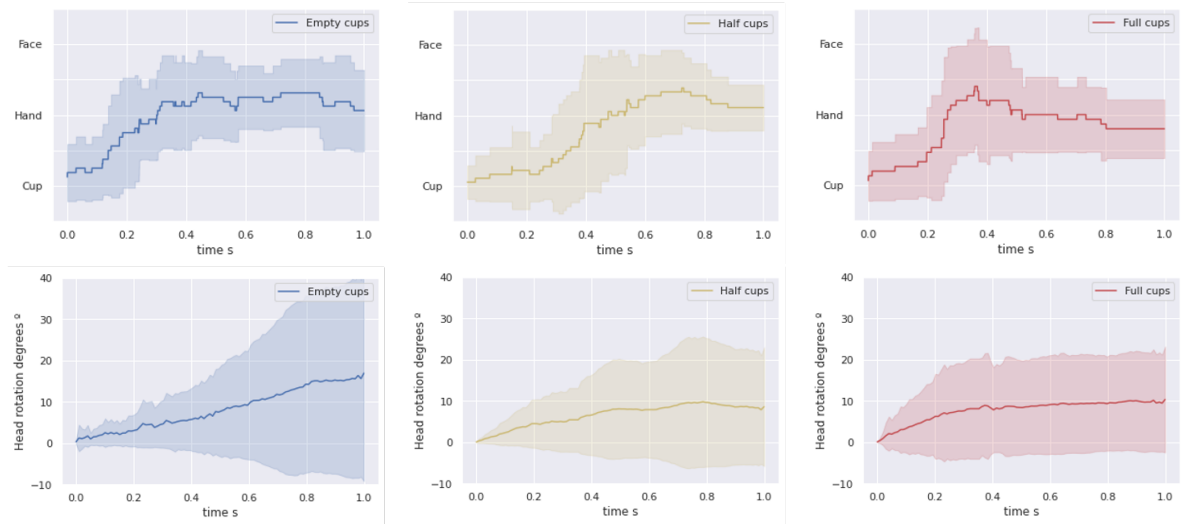 Empty cups
Face
Hand
Cup
0.0 0.2 0.4 0.6 0.8 1.0
time s
Half cups
Face
Hand
Cup
0.0 0.2 0.4 0.6 0.8 1.0
time s
Full cups
Face
Hand
Cup
0.0 0.2 0.4 0.6 0.8 1.0
time s
Empty cups
Head rotation degrees º
40
30
20
10
0
−10
0.0 0.2 0.4 0.6 0.8 1.0
time s
Half cups
Head rotation degrees º
40
30
20
10
0
−10
0.0 0.2 0.4 0.6 0.8 1.0
time s
Full cups
Head rotation degrees º
40
30
20
10
0
−10
0.0 0.2 0.4 0.6 0.8 1.0
time s